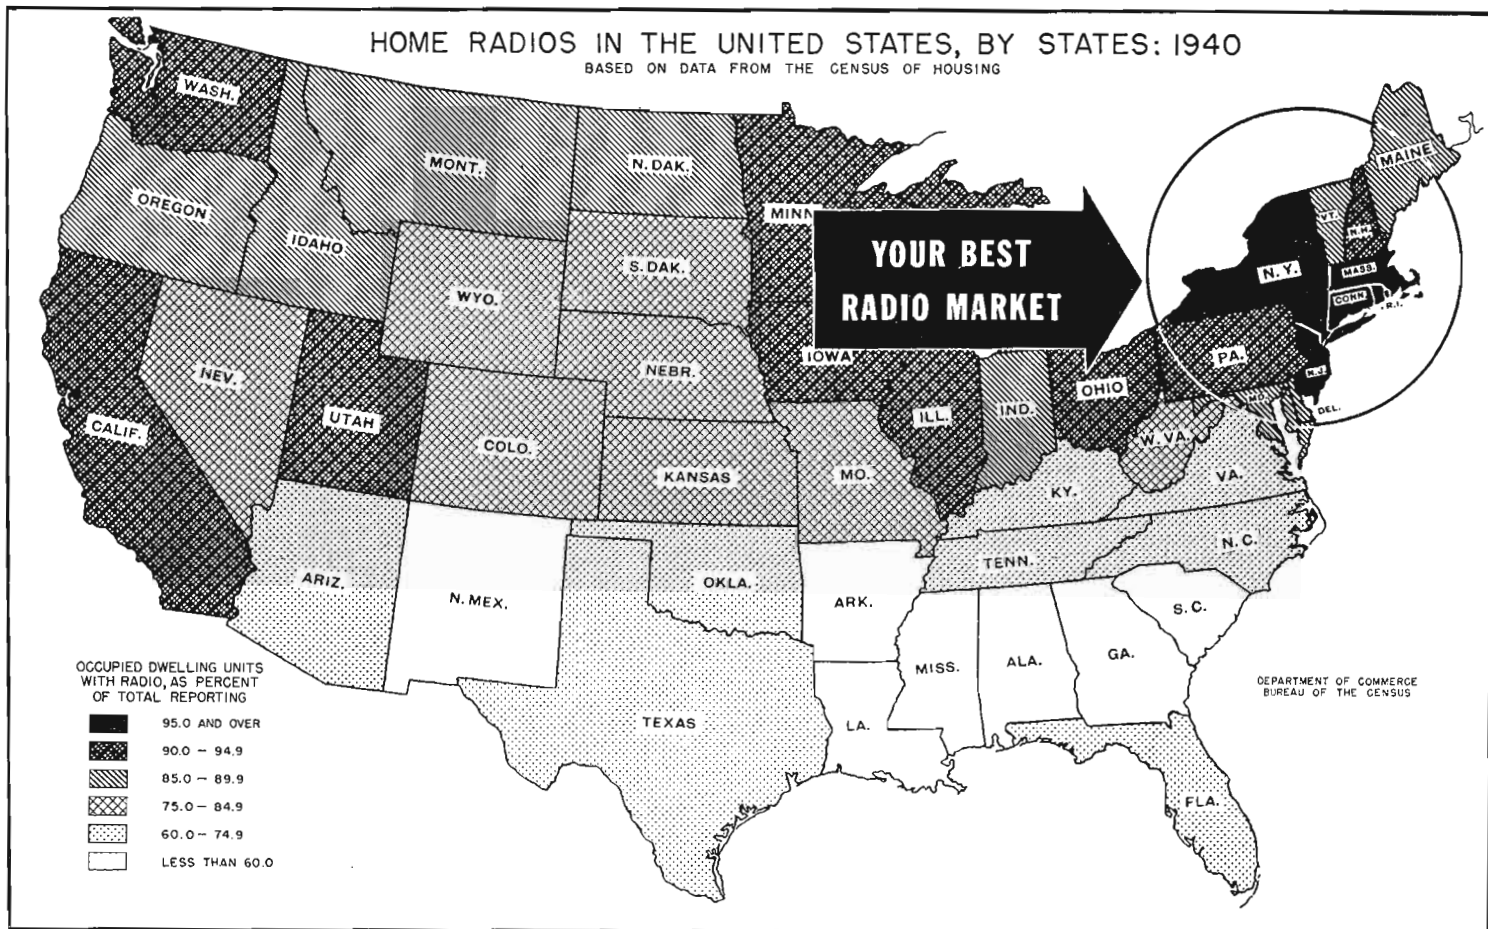 HOME RADIOS IN THE UNITED STATES, BY STATES: 1940
BASED ON DATA FROM THE CENSUS OF HOUSING
WASH.
MONT.
N. DAK.
MINN
MAINE
OREGON
IDAHO
VT.
N.H.
YOUR BEST
RADIO MARKET
S. DAK.
WYO.
N.Y.
MASS.
CONN.
R.I.
IOWA
PA.
NEV.
NEBR.
N.J.
OHIO
MD.
DEL.
CALIF.
UTAH
COLO.
KANSAS
MO.
ILL.
IND.
W. VA.
KY.
VA.
ARIZ.
N. MEX.
OKLA.
ARK.
TENN.
N. C.
S. C.
MISS.
ALA.
GA.
TEXAS
LA.
FLA.
OCCUPIED DWELLING UNITS
WITH RADIO, AS PERCENT
OF TOTAL REPORTING
95.0 AND OVER
90.0 – 94.9
85.0 – 89.9
75.0 – 84.9
60.0 – 74.9
LESS THAN 60.0
DEPARTMENT OF COMMERCE
BUREAU OF THE CENSUS